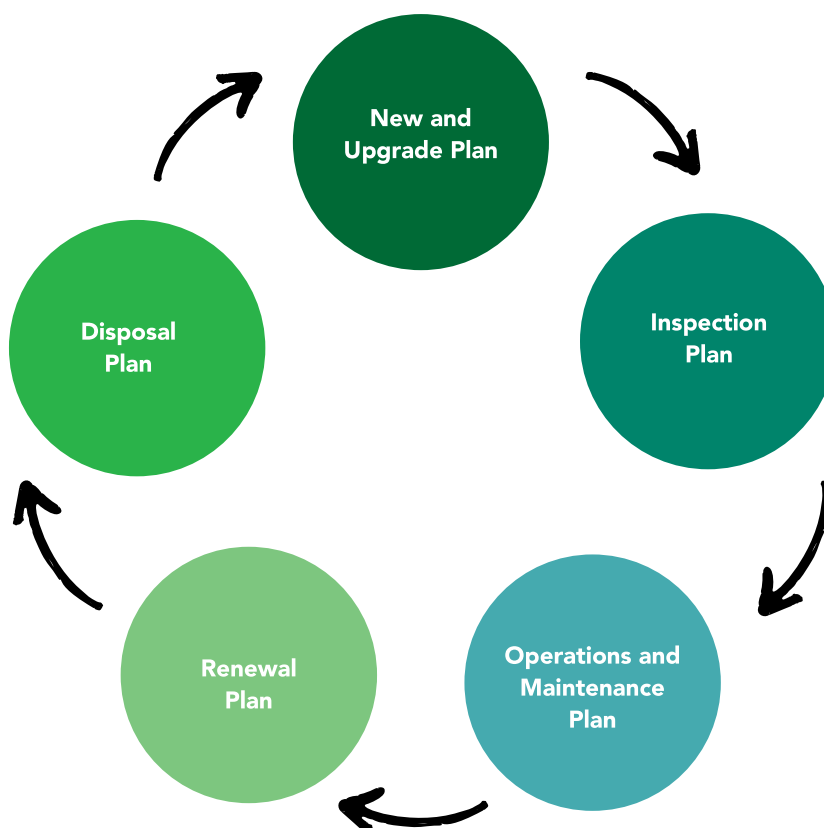 New and
Upgrade Plan
Inspection
Plan
Operations and
Maintenance
Plan
Renewal
Plan
Disposal
Plan